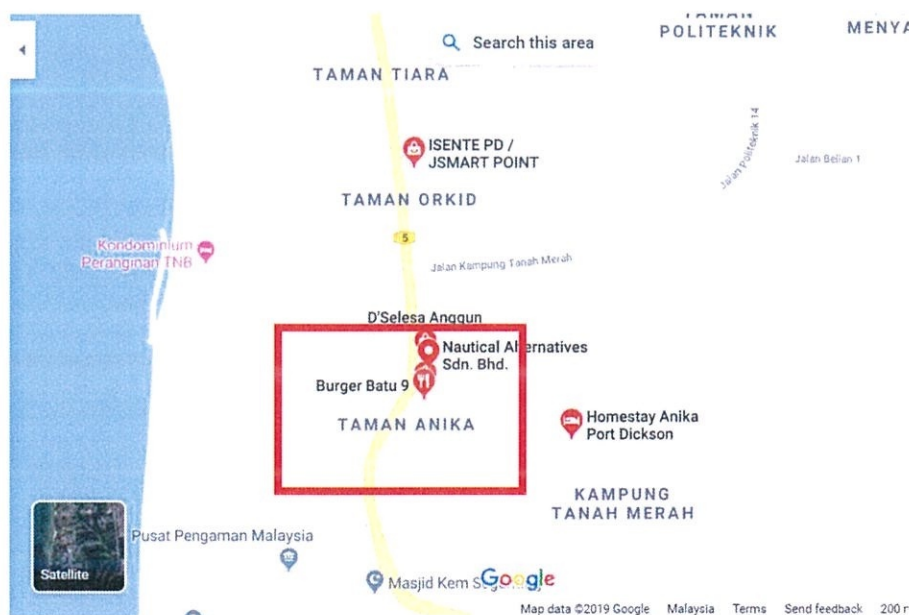 TAMAN
POLITEKNIK
MENYA
Search this area
TAMAN TIARA
ISENTE PD /
JSMART POINT
Jalan Politeknik 14
Jalan Belian 1
TAMAN ORKID
5
Kondominium
Peranginan TNB
Jalan Kampung Tanah Merah
D'Selesa Anggun
Nautical Alternatives
Sdn. Bhd.
Burger Batu 9
TAMAN ANIKA
Homestay Anika
Port Dickson
KAMPUNG
TANAH MERAH
Pusat Pengaman Malaysia
Satellite
Masjid Kem
Google
Map data ©2019 Google Malaysia Terms Send feedback 200